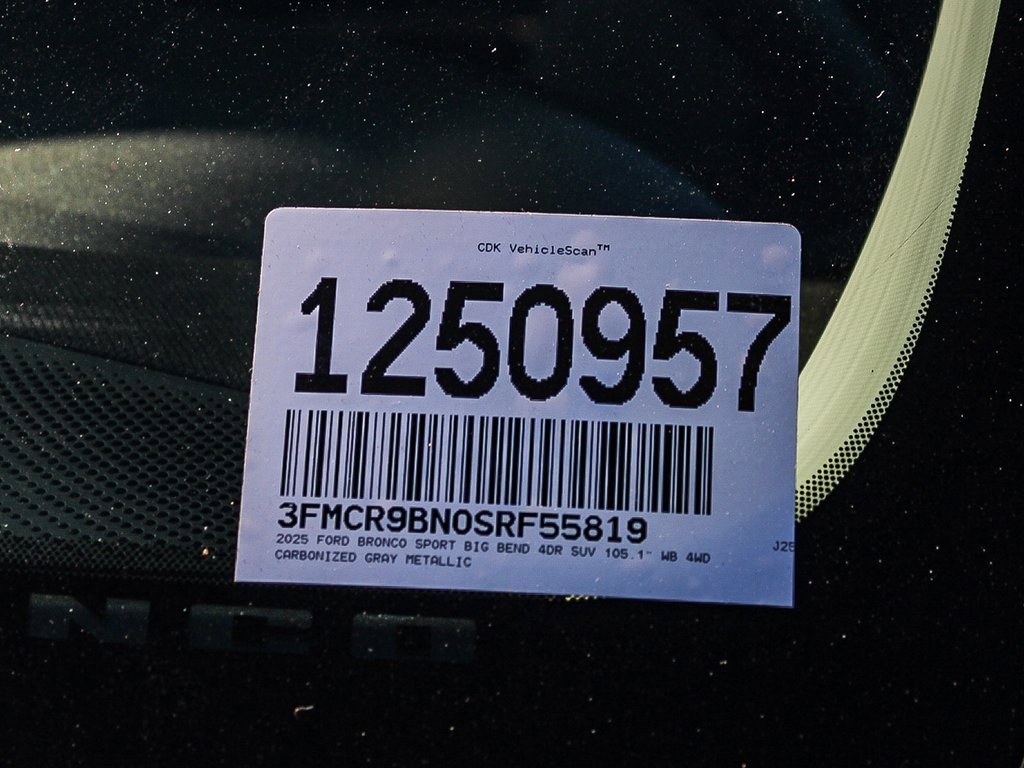 CDK VehicleScan™
1250957
3FMCR9BN0SRF55819
2025 FORD BRONCO SPORT BIG BEND 4DR SUV 105.1" WB 4WD
CARBONIZED GRAY METALLIC
J25
NCO